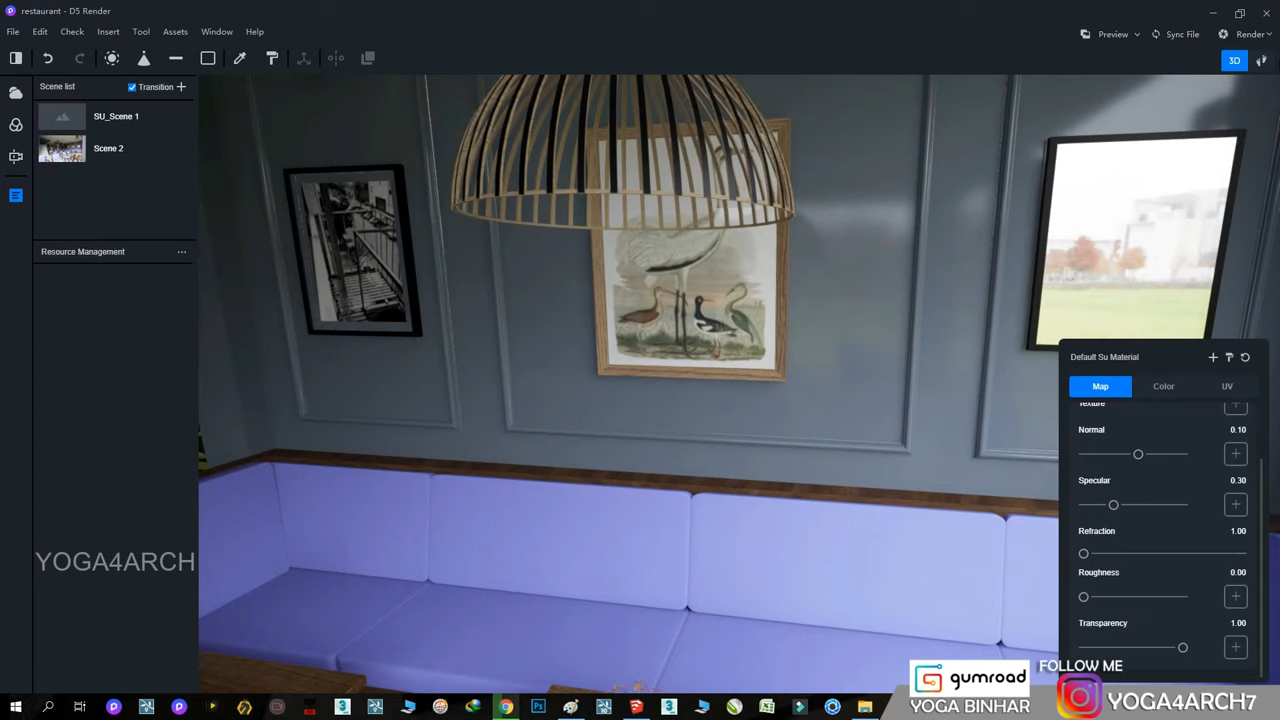 restaurant - D5 Render
File Edit Check Insert Tool Assets Window Help
Preview Sync File Render
3D
Scene list Transition
SU_Scene 1
Scene 2
Resource Management
Default Su Material
Map Color UV
Texture
Normal 0.10
Specular 0.30
Refraction 1.00
Roughness 0.00
Transparency 1.00
YOGA4ARCH
FOLLOW ME
gumroad
YOGA BINHAR
YOGA4ARCH7
Ps